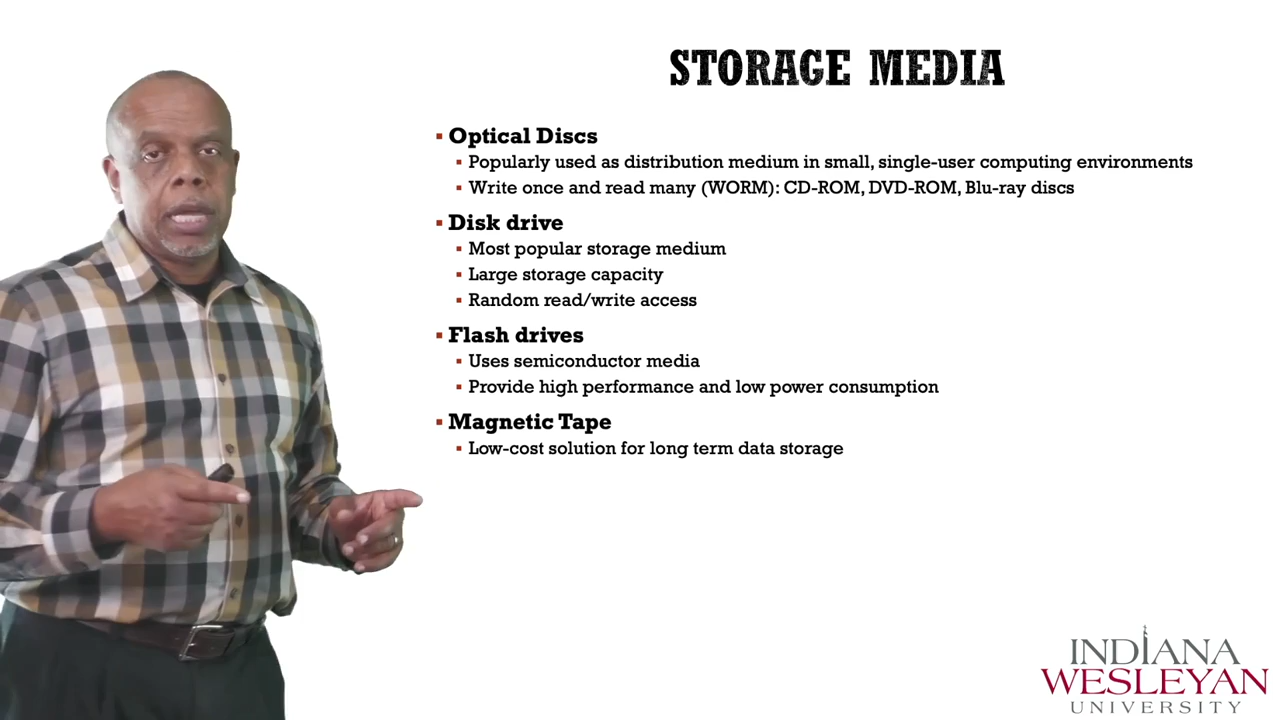 STORAGE MEDIA
▪ Optical Discs
▪ Popularly used as distribution medium in small, single-user computing environments
▪ Write once and read many (WORM): CD-ROM, DVD-ROM, Blu-ray discs
▪ Disk drive
▪ Most popular storage medium
▪ Large storage capacity
▪ Random read/write access
▪ Flash drives
▪ Uses semiconductor media
▪ Provide high performance and low power consumption
▪ Magnetic Tape
▪ Low-cost solution for long term data storage
INDIANA
WESLEYAN
UNIVERSITY